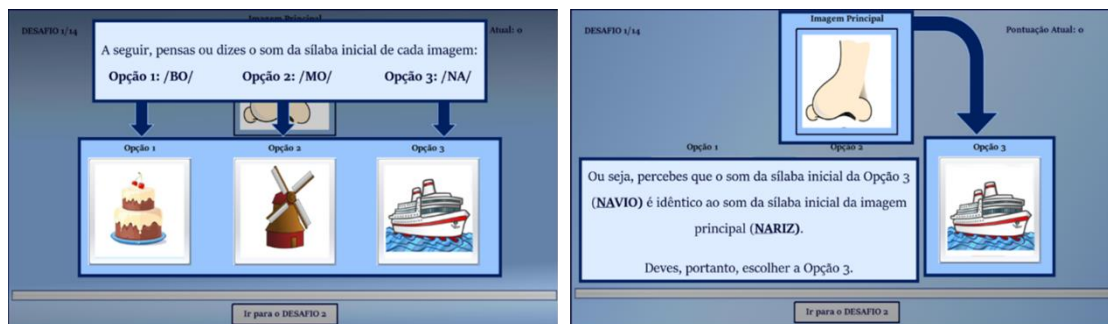 Imagem Principal
DESAFIO 1/14
Atual: 0
A seguir, pensas ou dizes o som da sílaba inicial de cada imagem:
Opção 1: /BO/ Opção 2: /MO/ Opção 3: /NA/
Opção 1 Opção 2 Opção 3
Ir para o DESAFIO 2
Imagem Principal
DESAFIO 1/14
Pontuação Atual: 0
Opção 1 Opção 2 Opção 3
Ou seja, percebes que o som da sílaba inicial da Opção 3
(NAVIO) é idêntico ao som da sílaba inicial da imagem
principal (NARIZ).
Deves, portanto, escolher a Opção 3.
Ir para o DESAFIO 2